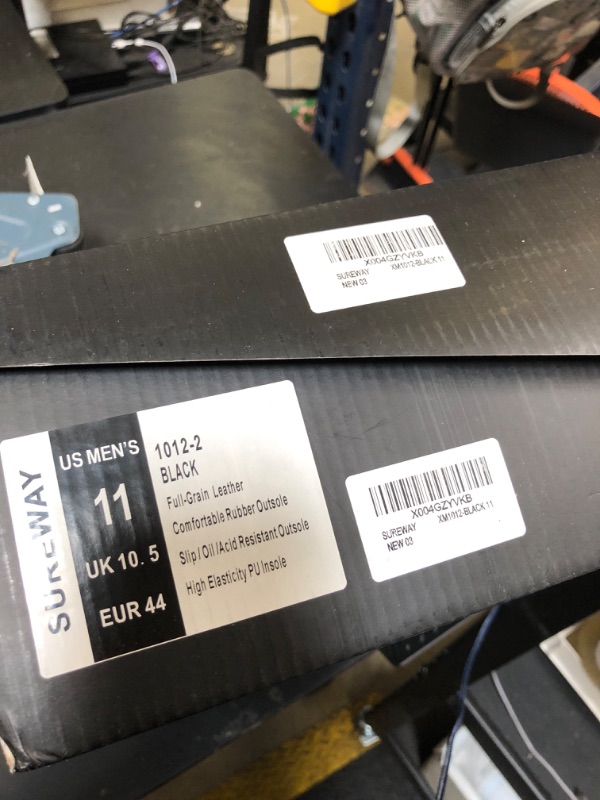 X004GZYVKB
SUREWAY XM1012-BLACK 11
NEW 03
SUREWAY
US MEN'S
11
UK 10. 5
EUR 44
1012-2
BLACK
Full-Grain Leather
Comfortable Rubber Outsole
Slip / Oil /Acid Resistant Outsole
High Elasticity PU Insole
X004GZYVKB
SUREWAY XM1012-BLACK 11
NEW 03